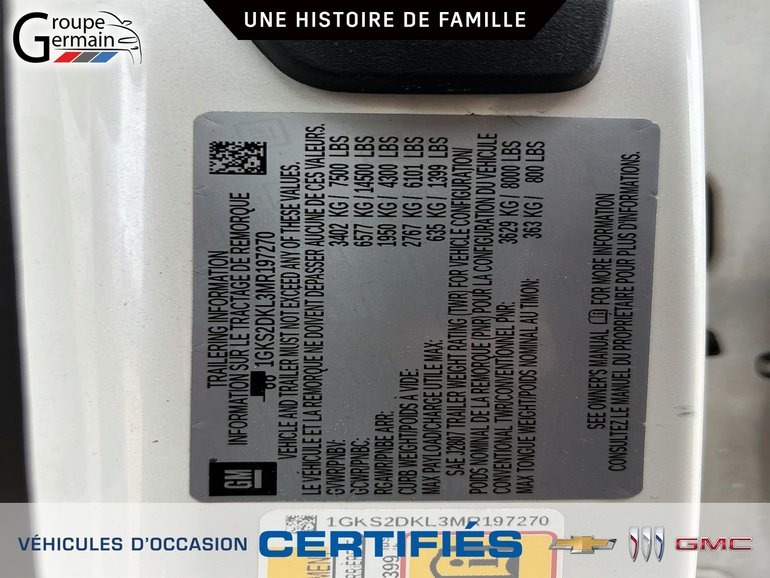 Groupe
Germain
UNE HISTOIRE DE FAMILLE
GM
TRAILERING INFORMATION
INFORMATION SUR LE TRACTAGE DE REMORQUE
1GKS2DKL3MR197270
VEHICLE AND TRAILER MUST NOT EXCEED ANY OF THESE VALUES.
LE VÉHICULE ET LA REMORQUE NE DOIVENT DÉPASSER AUCUNE DE CES VALEURS.
GVWR/PNBV: 3402 KG / 7500 LBS
GCWR/PNBC: 6577 KG / 14500 LBS
RGAWR/PNBE ARR: 1950 KG / 4300 LBS
CURB WEIGHT/POIDS À VIDE: 2767 KG / 6101 LBS
MAX PAYLOAD/CHARGE UTILE MAX: 635 KG / 1399 LBS
SAE J2807 TRAILER WEIGHT RATING (TWR) FOR VEHICLE CONFIGURATION/
POIDS NOMINAL DE LA REMORQUE (PNR) POUR LA CONFIGURATION DU VÉHICULE
CONVENTIONAL TWR/CONVENTIONNEL PNR: 3629 KG / 8000 LBS
MAX TONGUE WEIGHT/POIDS NOMINAL AU TIMON: 363 KG / 800 LBS
SEE OWNER'S MANUAL FOR MORE INFORMATION
CONSULTEZ LE MANUEL DU PROPRIÉTAIRE POUR PLUS D'INFORMATIONS.
1GKS2DKL3MR197270
VÉHICULES D'OCCASION CERTIFIÉS GMC